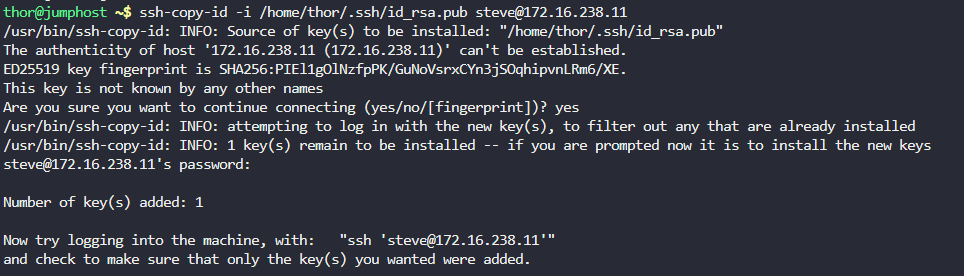 thor@jumphost ~$ ssh-copy-id -i /home/thor/.ssh/id_rsa.pub steve@172.16.238.11
/usr/bin/ssh-copy-id: INFO: Source of key(s) to be installed: "/home/thor/.ssh/id_rsa.pub"
The authenticity of host '172.16.238.11 (172.16.238.11)' can't be established.
ED25519 key fingerprint is SHA256:PIEl1gOlNzfpPK/GuNoVsrxCYn3jSOqhipvnLRm6/XE.
This key is not known by any other names
Are you sure you want to continue connecting (yes/no/[fingerprint])? yes
/usr/bin/ssh-copy-id: INFO: attempting to log in with the new key(s), to filter out any that are already installed
/usr/bin/ssh-copy-id: INFO: 1 key(s) remain to be installed -- if you are prompted now it is to install the new keys
steve@172.16.238.11's password:
Number of key(s) added: 1
Now try logging into the machine, with:   "ssh 'steve@172.16.238.11'"
and check to make sure that only the key(s) you wanted were added.